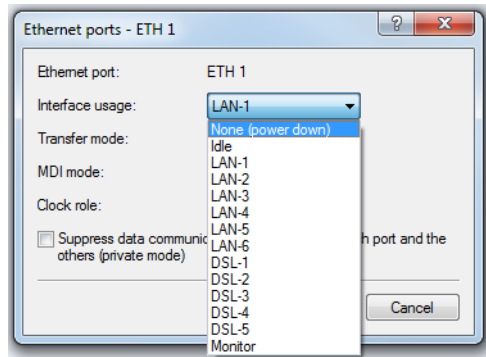 Ethernet ports - ETH 1
Ethernet port: ETH 1
Interface usage: LAN-1
None (power down)
Transfer mode:
Idle
LAN-1
MDI mode:
LAN-2
LAN-3
Clock role:
LAN-4
LAN-5
Suppress data communic h port and the
LAN-6
others (private mode)
DSL-1
DSL-2
DSL-3
DSL-4
Cancel
DSL-5
Monitor